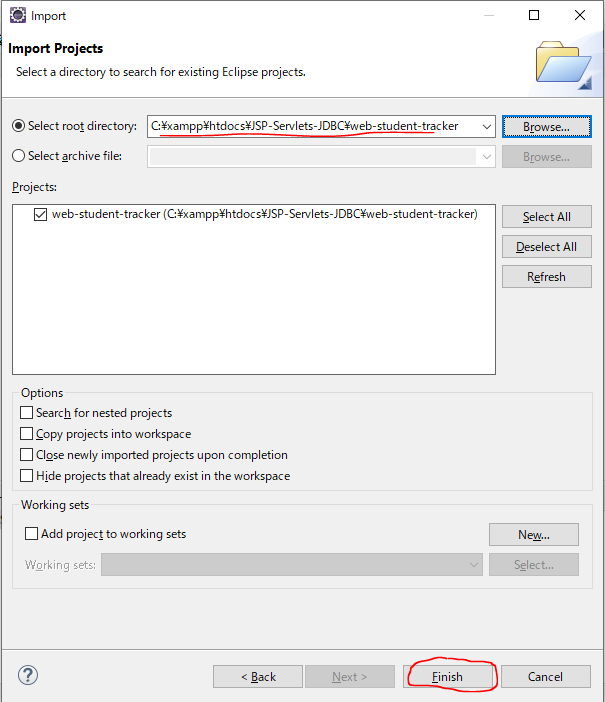 Import
Import Projects
Select a directory to search for existing Eclipse projects.
Select root directory:
C:¥xampp¥htdocs¥JSP-Servlets-JDBC¥web-student-tracker
Browse...
Select archive file:
Browse...
Projects:
web-student-tracker (C:¥xampp¥htdocs¥JSP-Servlets-JDBC¥web-student-tracker)
Select All
Deselect All
Refresh
Options
Search for nested projects
Copy projects into workspace
Close newly imported projects upon completion
Hide projects that already exist in the workspace
Working sets
Add project to working sets
New...
Working sets:
Select...
?
< Back
Next >
Finish
Cancel